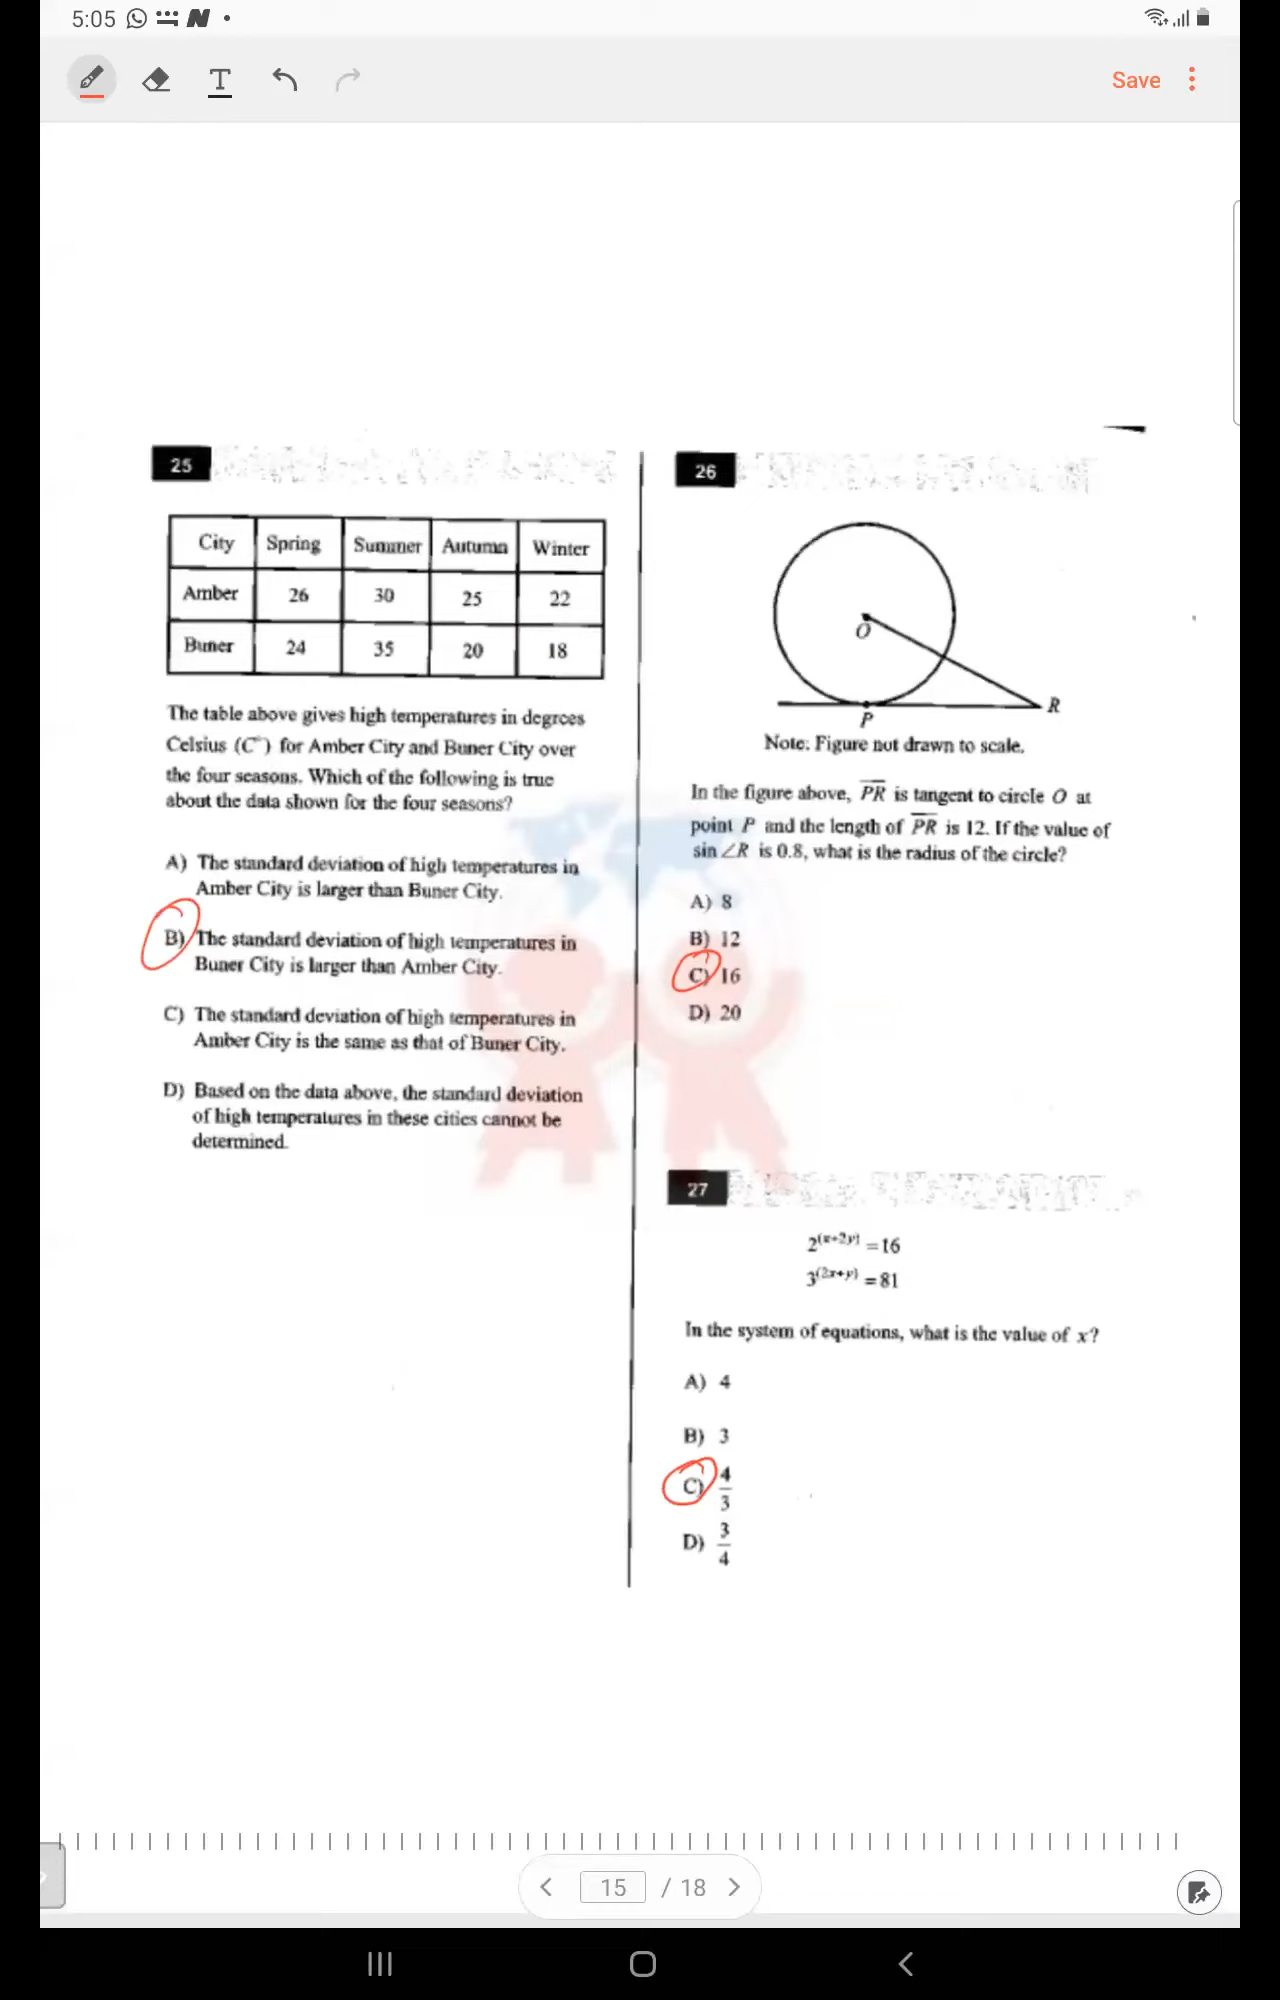 5:05
Save
25
City Spring Summer Autumn Winter
Amber 26 30 25 22
Buner 24 35 20 18
The table above gives high temperatures in degrees
Celsius (C°) for Amber City and Buner City over
the four seasons. Which of the following is true
about the data shown for the four seasons?
A) The standard deviation of high temperatures in
Amber City is larger than Buner City.
B) The standard deviation of high temperatures in
Buner City is larger than Amber City.
C) The standard deviation of high temperatures in
Amber City is the same as that of Buner City.
D) Based on the data above, the standard deviation
of high temperatures in these cities cannot be
determined.
26
O
P
R
Note: Figure not drawn to scale.
In the figure above, PR is tangent to circle O at
point P and the length of PR is 12. If the value of
sin ∠R is 0.8, what is the radius of the circle?
A) 8
B) 12
C) 16
D) 20
27
2^(x+2y) = 16
3^(2x+y) = 81
In the system of equations, what is the value of x?
A) 4
B) 3
C) 4/3
D) 3/4
15 / 18